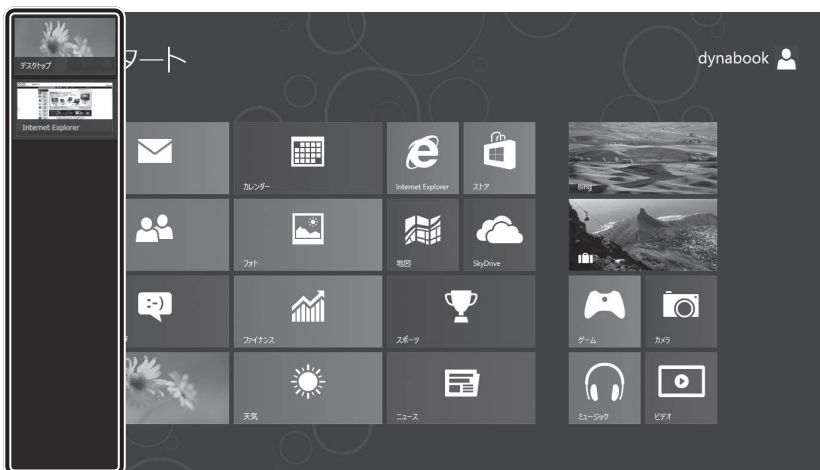 デスクトップ
Internet Explorer
タート
dynabook
カレンダー
Internet Explorer
ストア
Bing
フォト
地図
SkyDrive
:-)
ファイナンス
スポーツ
ゲーム
カメラ
天気
ニュース
ミュージック
ビデオ